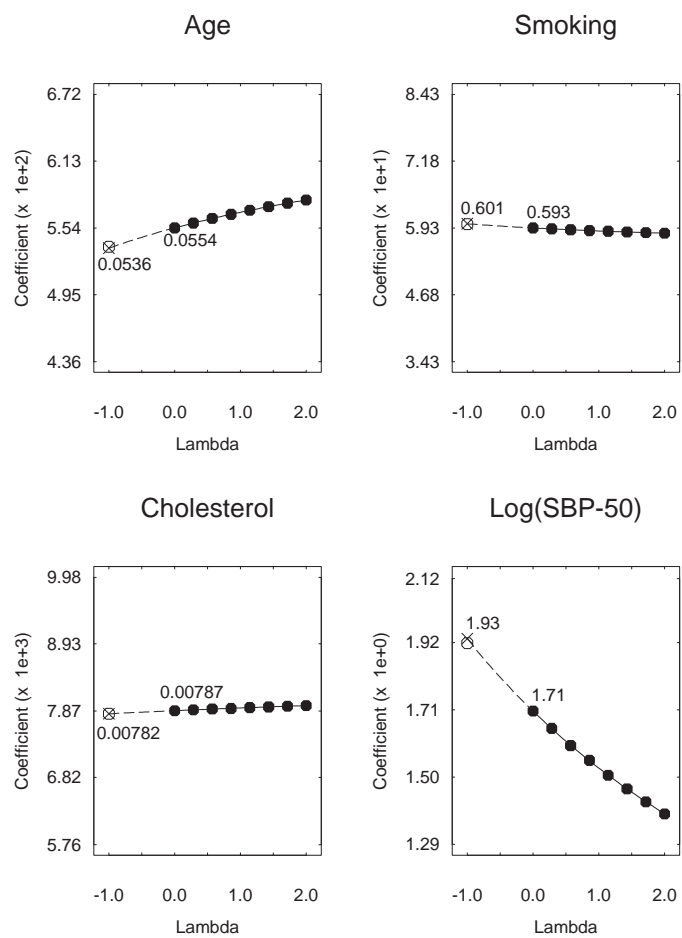 Age
Coefficient (x 1e+2)
6.72
6.13
5.54
4.95
4.36
0.0536
0.0554
-1.0 0.0 1.0 2.0
Lambda
Smoking
Coefficient (x 1e+1)
8.43
7.18
5.93
4.68
3.43
0.601
0.593
-1.0 0.0 1.0 2.0
Lambda
Cholesterol
Coefficient (x 1e+3)
9.98
8.93
7.87
6.82
5.76
0.00782
0.00787
-1.0 0.0 1.0 2.0
Lambda
Log(SBP-50)
Coefficient (x 1e+0)
2.12
1.92
1.71
1.50
1.29
1.93
1.71
-1.0 0.0 1.0 2.0
Lambda